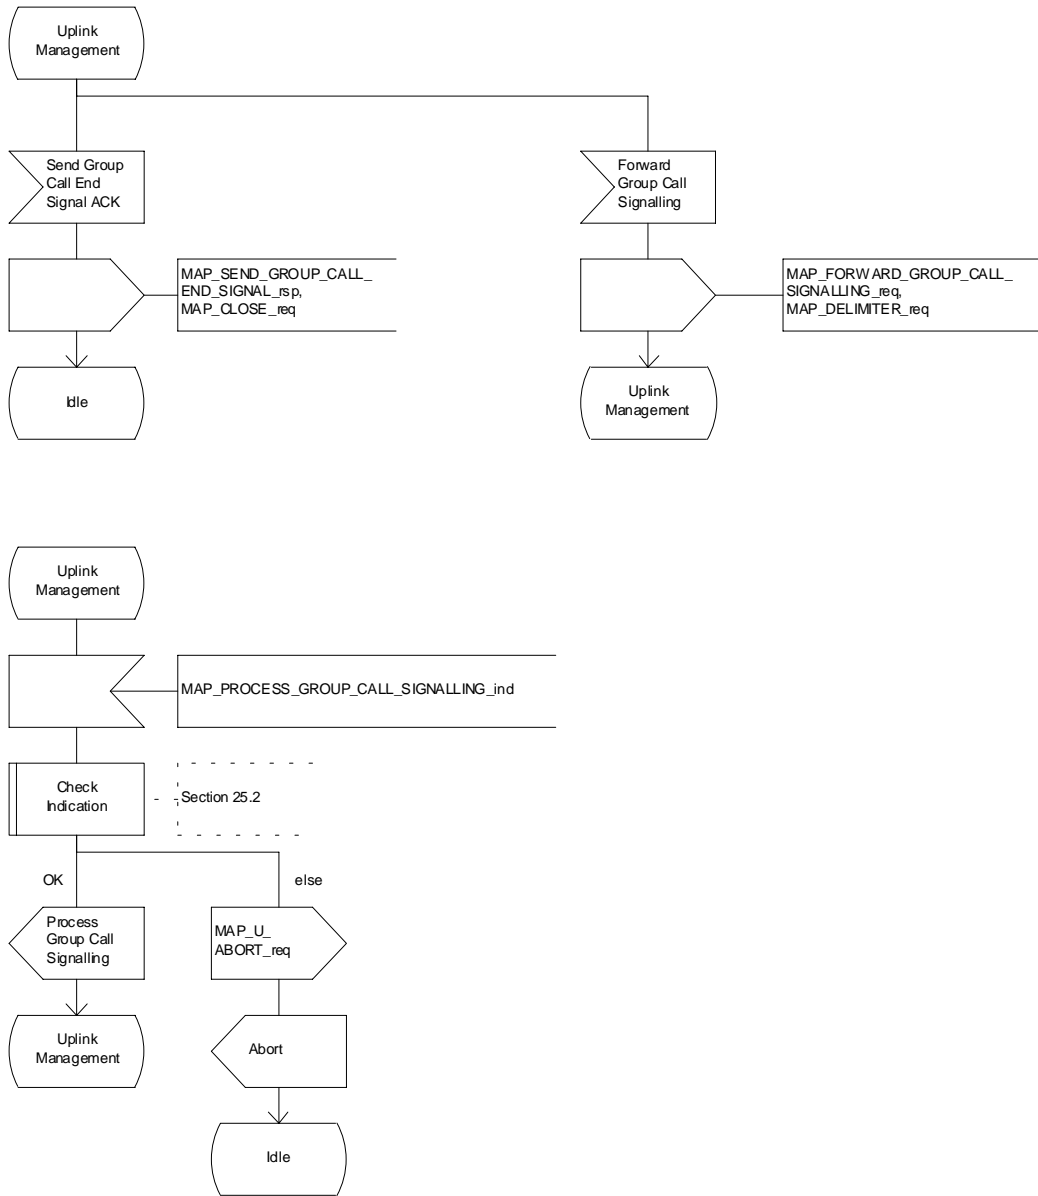 Uplink
Management
Send Group
Call End
Signal ACK
Forward
Group Call
Signalling
MAP_SEND_GROUP_CALL_
END_SIGNAL_rsp,
MAP_CLOSE_req
MAP_FORWARD_GROUP_CALL_
SIGNALLING_req,
MAP_DELIMITER_req
Idle
Uplink
Management
Uplink
Management
MAP_PROCESS_GROUP_CALL_SIGNALLING_ind
Check
Indication
Section 25.2
OK
else
Process
Group Call
Signalling
MAP_U_
ABORT_req
Uplink
Management
Abort
Idle